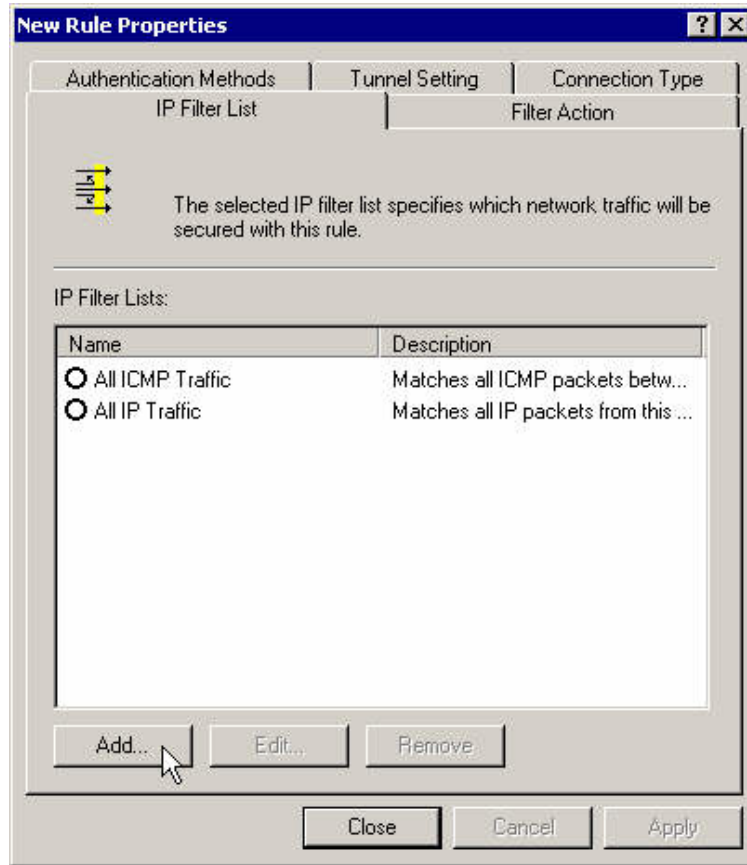 New Rule Properties
Authentication Methods Tunnel Setting Connection Type
IP Filter List Filter Action
The selected IP filter list specifies which network traffic will be
secured with this rule.
IP Filter Lists:
Name Description
All ICMP Traffic Matches all ICMP packets betw...
All IP Traffic Matches all IP packets from this ...
Add... Edit... Remove
Close Cancel Apply